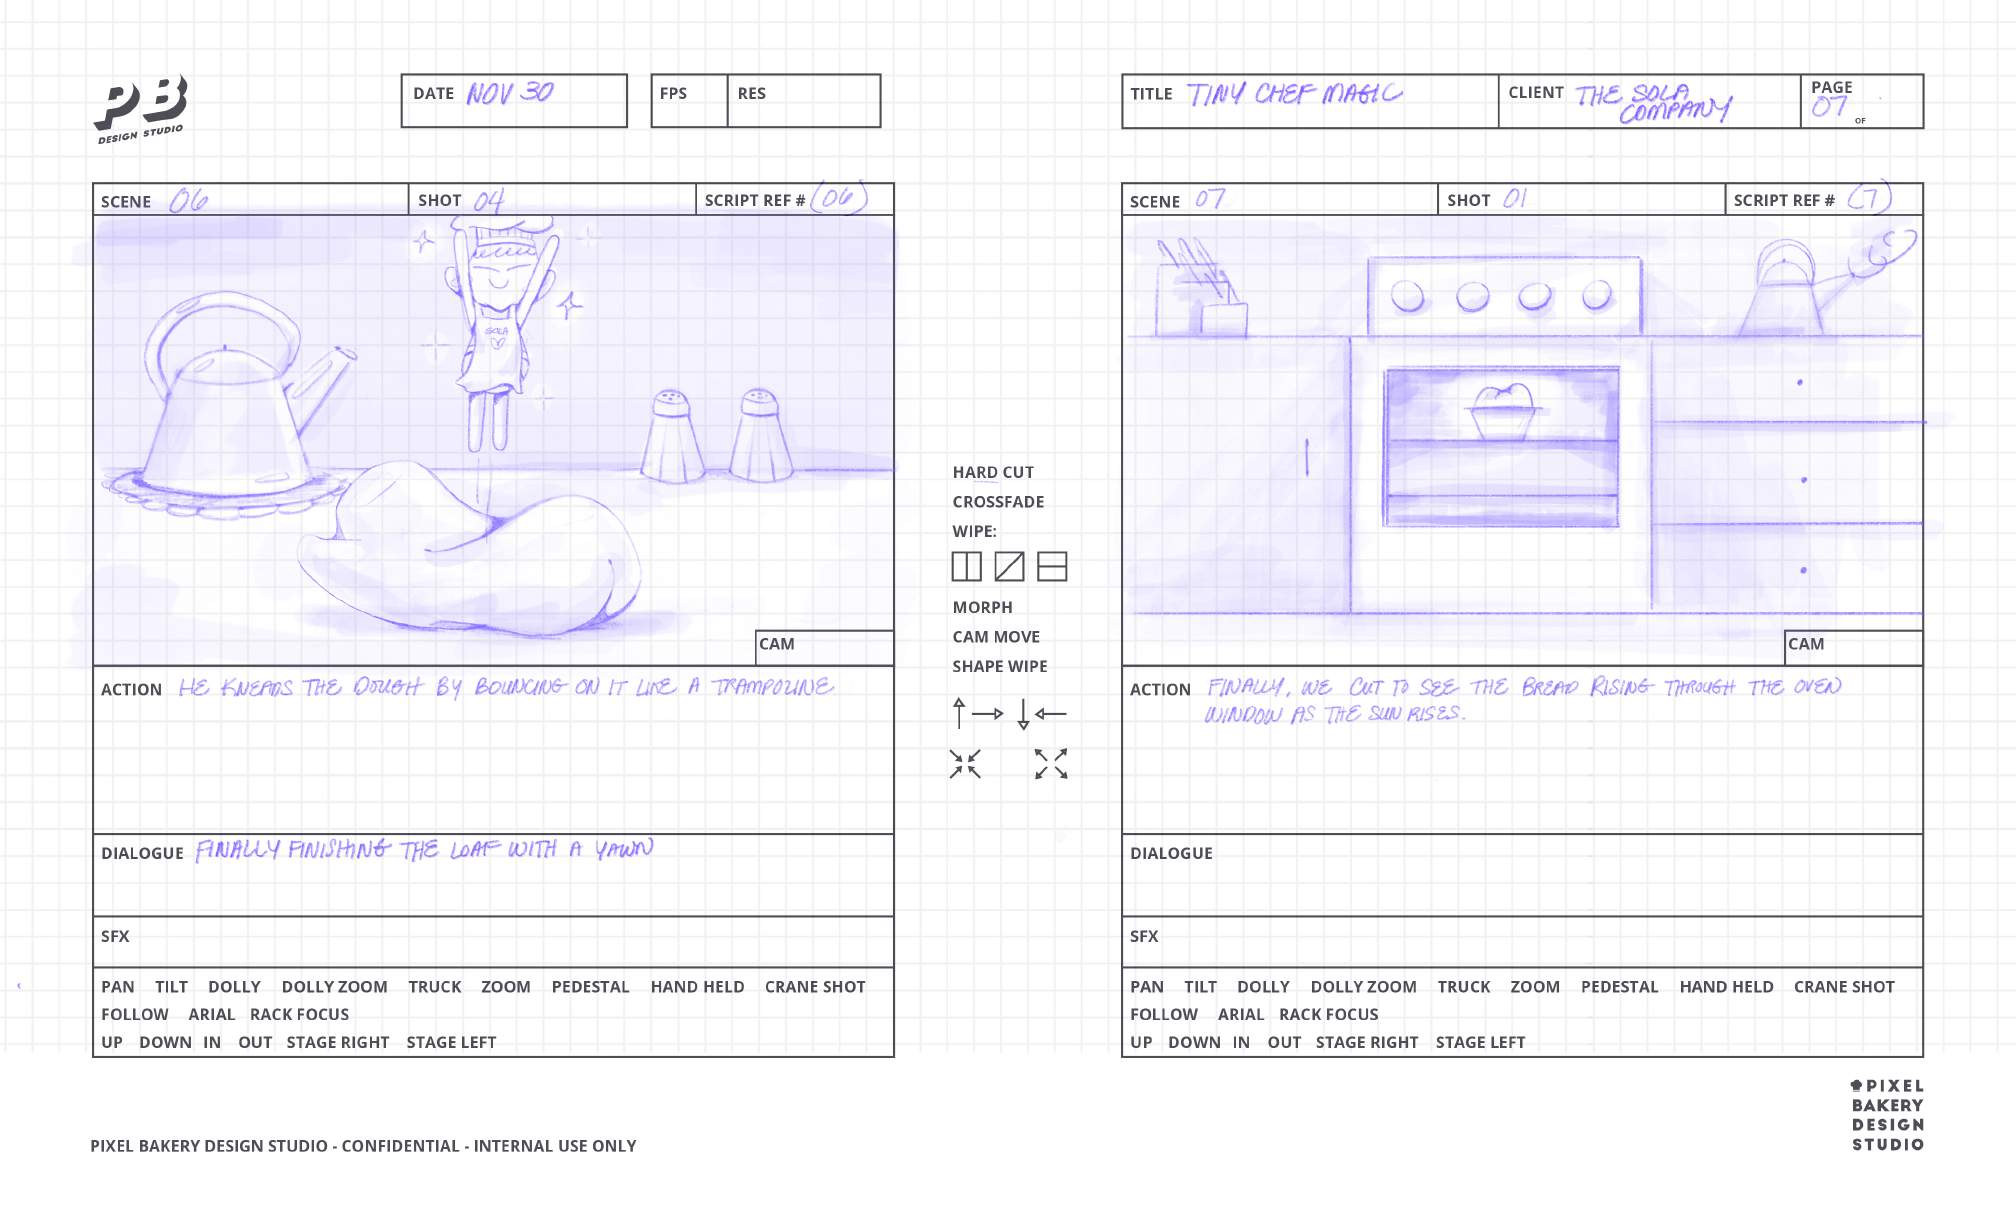 PB
DESIGN STUDIO
DATE NOV 30
FPS
RES
TITLE TINY CHEF MAGIC
CLIENT THE SOLA
COMPANY
PAGE
07
OF
SCENE 06
SHOT 04
SCRIPT REF # (06)
SOLA
CAM
ACTION HE KNEADS THE DOUGH BY BOUNCING ON IT LIKE A TRAMPOLINE
DIALOGUE FINALLY FINISHING THE LOAF WITH A YAWN
SFX
PAN TILT DOLLY DOLLY ZOOM TRUCK ZOOM PEDESTAL HAND HELD CRANE SHOT
FOLLOW ARIAL RACK FOCUS
UP DOWN IN OUT STAGE RIGHT STAGE LEFT
HARD CUT
CROSSFADE
WIPE:
MORPH
CAM MOVE
SHAPE WIPE
SCENE 07
SHOT 01
SCRIPT REF # (7)
CAM
ACTION FINALLY, WE CUT TO SEE THE BREAD RISING THROUGH THE OVEN
WINDOW AS THE SUN RISES.
DIALOGUE
SFX
PAN TILT DOLLY DOLLY ZOOM TRUCK ZOOM PEDESTAL HAND HELD CRANE SHOT
FOLLOW ARIAL RACK FOCUS
UP DOWN IN OUT STAGE RIGHT STAGE LEFT
PIXEL BAKERY DESIGN STUDIO - CONFIDENTIAL - INTERNAL USE ONLY
PIXEL
BAKERY
DESIGN
STUDIO